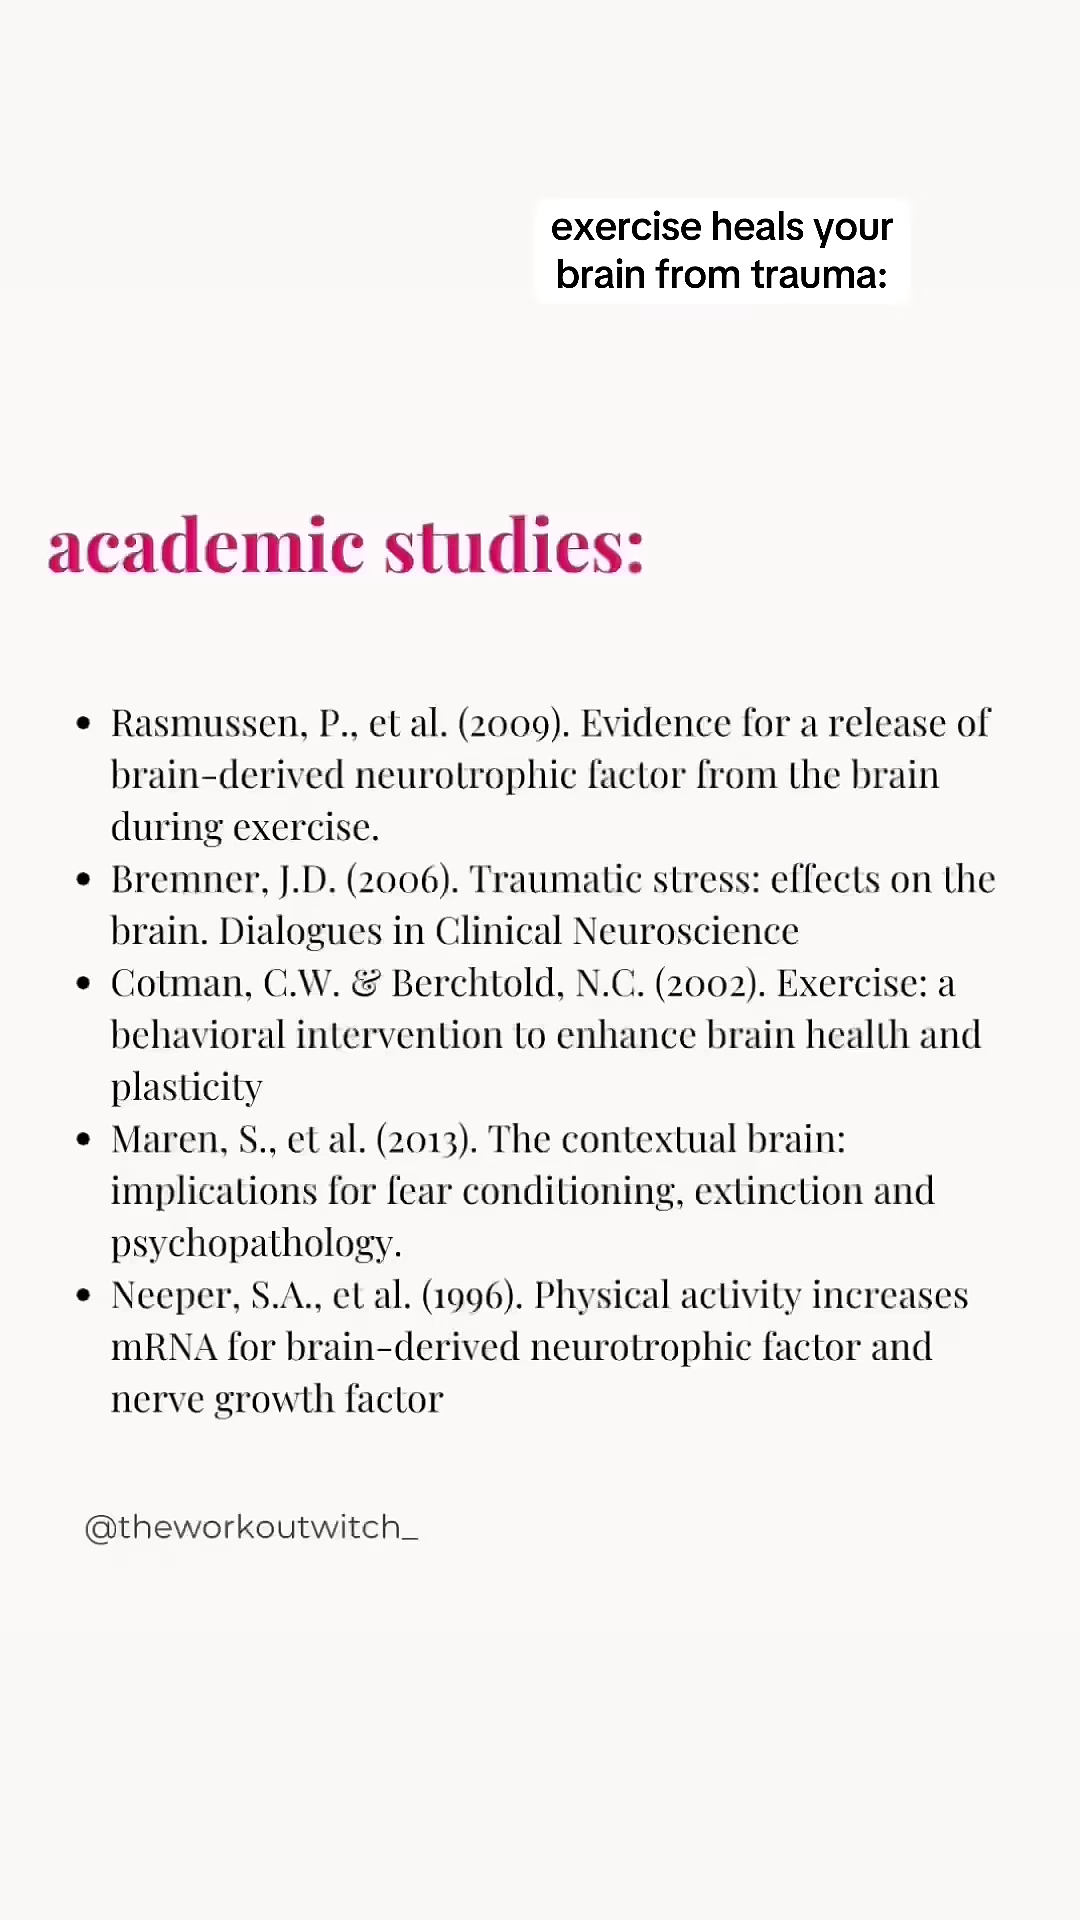 exercise heals your
brain from trauma:
academic studies:
• Rasmussen, P., et al. (2009). Evidence for a release of
brain-derived neurotrophic factor from the brain
during exercise.
• Bremner, J.D. (2006). Traumatic stress: effects on the
brain. Dialogues in Clinical Neuroscience
• Cotman, C.W. & Berchtold, N.C. (2002). Exercise: a
behavioral intervention to enhance brain health and
plasticity
• Maren, S., et al. (2013). The contextual brain:
implications for fear conditioning, extinction and
psychopathology.
• Neeper, S.A., et al. (1996). Physical activity increases
mRNA for brain-derived neurotrophic factor and
nerve growth factor
@theworkoutwitch_